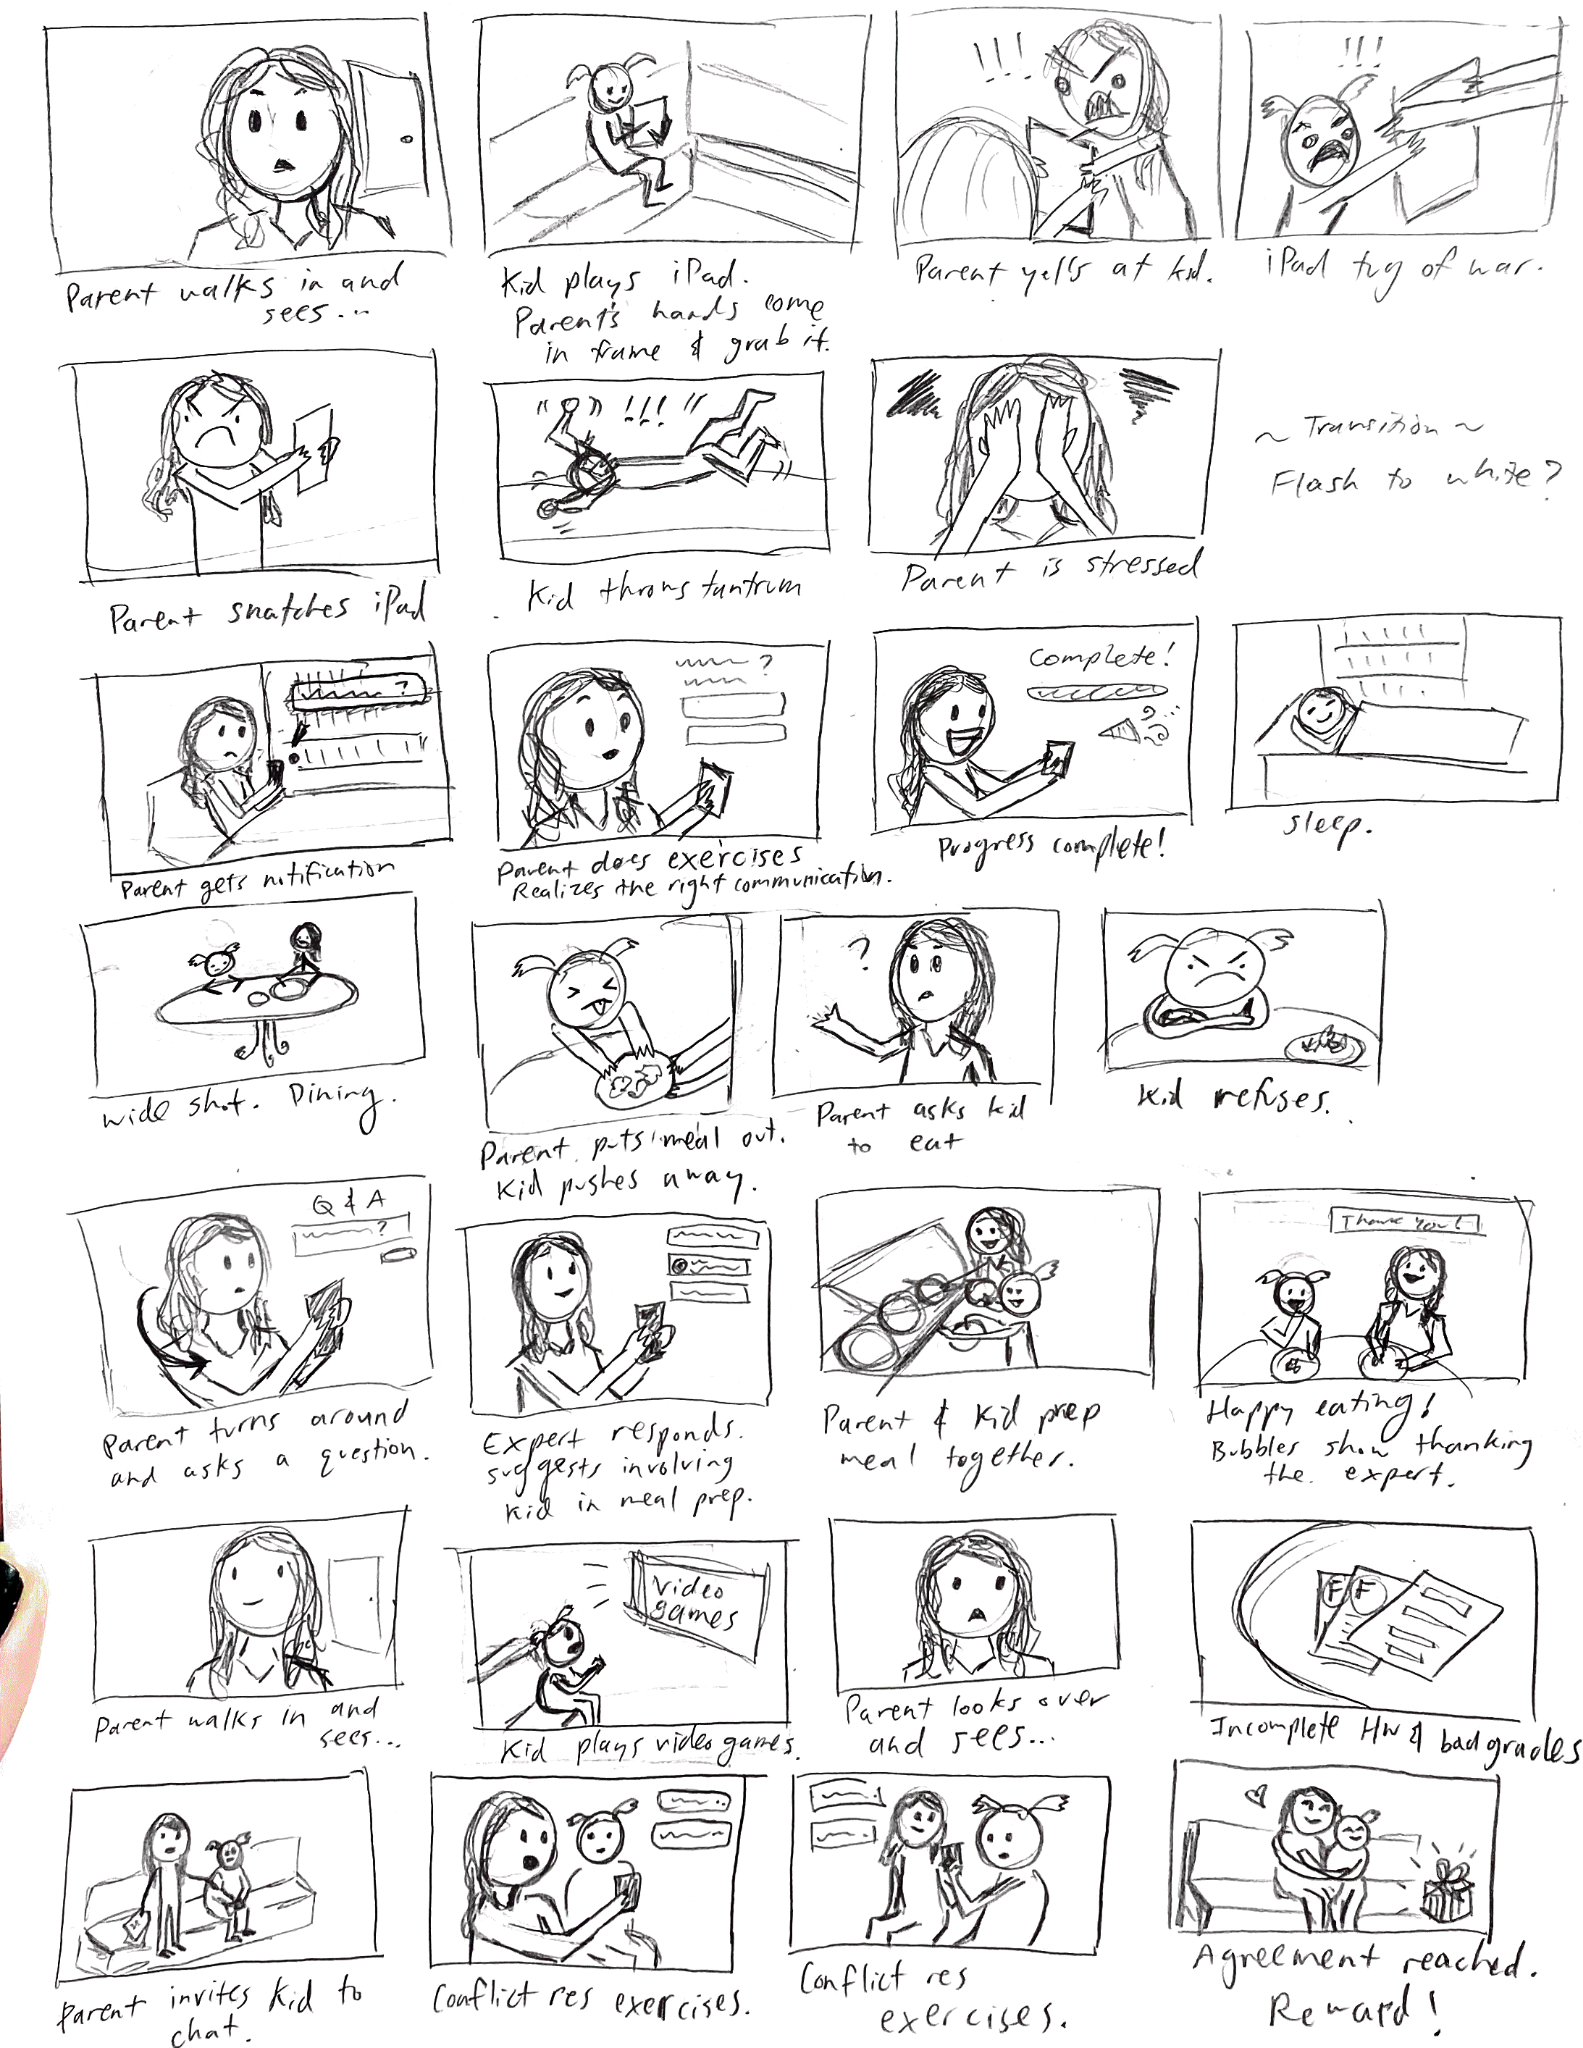 !!!
!!!
Parent walks in and
sees...
Kid plays iPad.
Parent's hands come
in frame & grab it.
Parent yells at kid.
iPad tug of war.
!!!
~ Transition ~
Flash to white?
Parent snatches iPad
Kid throws tantrum
Parent is stressed
?
?
Complete!
Parent gets notification
Parent does exercises
Realizes the right communication.
Progress complete!
sleep.
?
wide shot. Dining.
Parent puts meal out.
Kid pushes away.
Parent asks kid
to eat
Kid refuses.
Q & A
?
Thank you!
Parent turns around
and asks a question.
Expert responds.
suggests involving
kid in meal prep.
Parent & Kid prep
meal together.
Happy eating!
Bubbles show thanking
the expert.
video
games
F F
Parent walks in and
sees...
Kid plays video games.
Parent looks over
and sees...
Incomplete HW & bad grades
Parent invites kid to
chat.
Conflict res exercises.
Conflict res
exercises.
Agreement reached.
Reward!